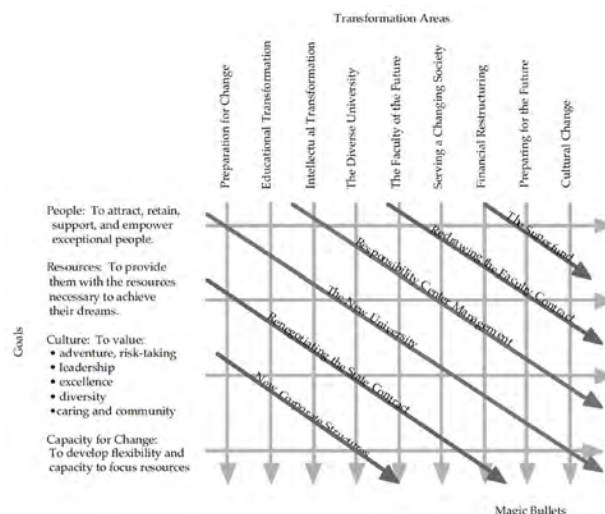 Transformation Areas
Preparation for Change
Educational Transformation
Intellectual Transformation
The Diverse University
The Faculty of the Future
Serving a Changing Society
Financial Restructuring
Preparing for the Future
Cultural Change
Goals
People: To attract, retain,
support, and empower
exceptional people.
Resources: To provide
them with the resources
necessary to achieve
their dreams.
Culture: To value:
• adventure, risk-taking
• leadership
• excellence
• diversity
• caring and community
Capacity for Change:
To develop flexibility and
capacity to focus resources
The Superfund
Redrawing the Faculty Contract
Responsibility Center Management
The New University
Renegotiating the State Contract
New Corporate Structures
Magic Bullets